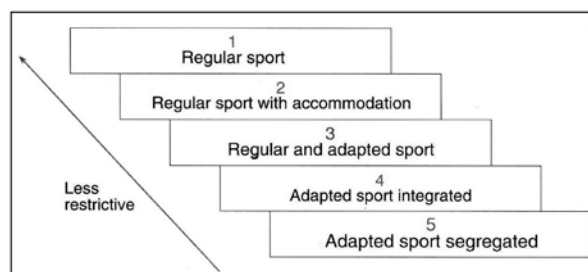 1
Regular sport
2
Regular sport with accommodation
3
Regular and adapted sport
4
Adapted sport integrated
5
Adapted sport segregated
Less
restrictive